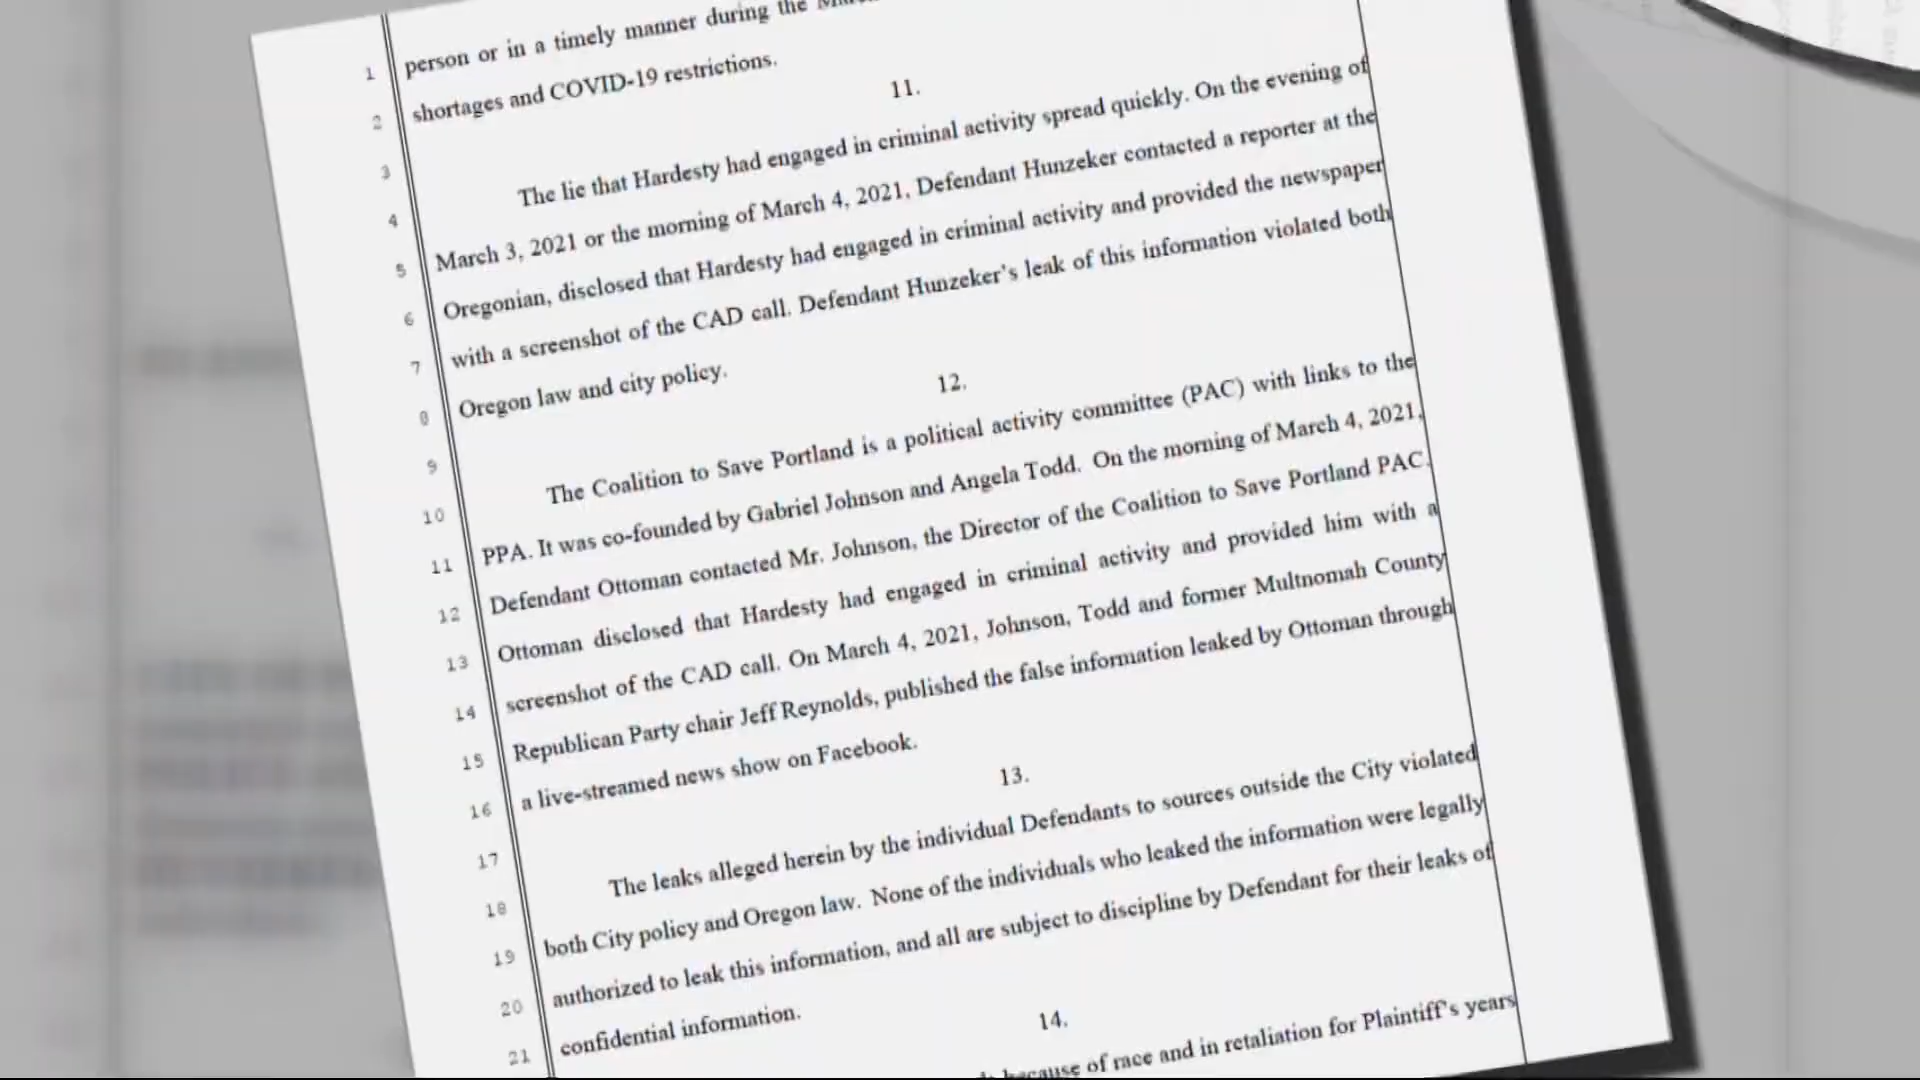 1 person or in a timely manner during the
2 shortages and COVID-19 restrictions.
3 11.
4 The lie that Hardesty had engaged in criminal activity spread quickly. On the evening of
5 March 3, 2021 or the morning of March 4, 2021, Defendant Hunzeker contacted a reporter at the
6 Oregonian, disclosed that Hardesty had engaged in criminal activity and provided the newspaper
7 with a screenshot of the CAD call. Defendant Hunzeker's leak of this information violated both
8 Oregon law and city policy.
9 12.
10 The Coalition to Save Portland is a political activity committee (PAC) with links to the
11 PPA. It was co-founded by Gabriel Johnson and Angela Todd. On the morning of March 4, 2021,
12 Defendant Ottoman contacted Mr. Johnson, the Director of the Coalition to Save Portland PAC.
13 Ottoman disclosed that Hardesty had engaged in criminal activity and provided him with a
14 screenshot of the CAD call. On March 4, 2021, Johnson, Todd and former Multnomah County
15 Republican Party chair Jeff Reynolds, published the false information leaked by Ottoman through
16 a live-streamed news show on Facebook.
17 13.
18 The leaks alleged herein by the individual Defendants to sources outside the City violated
19 both City policy and Oregon law. None of the individuals who leaked the information were legally
20 authorized to leak this information, and all are subject to discipline by Defendant for their leaks of
21 confidential information.
14.
because of race and in retaliation for Plaintiff's years